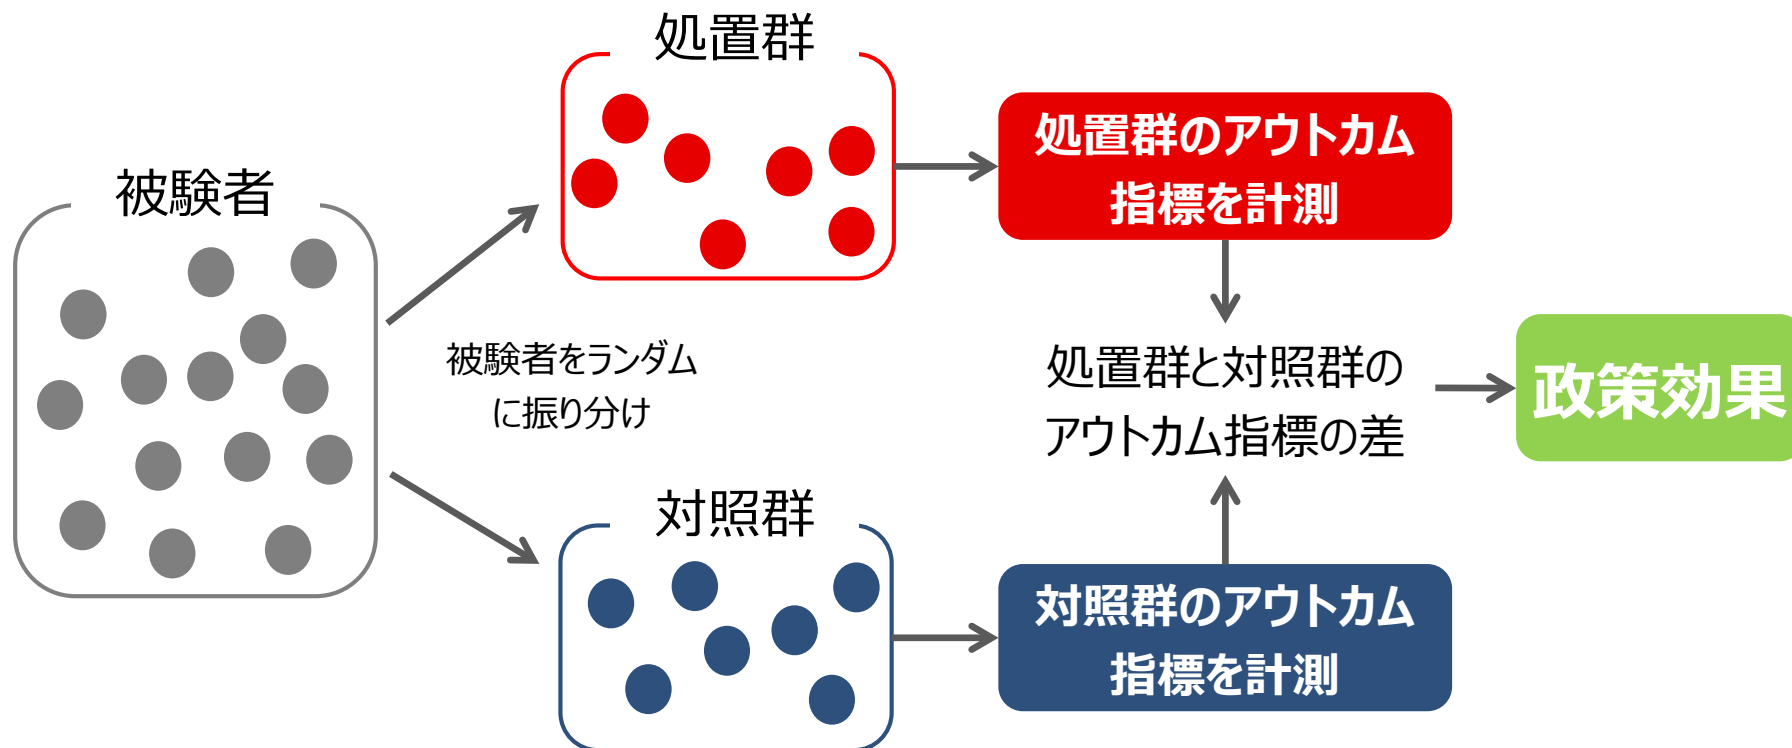 被験者
被験者をランダム
に振り分け
処置群
対照群
処置群のアウトカム
指標を計測
処置群と対照群の
アウトカム指標の差
対照群のアウトカム
指標を計測
政策効果